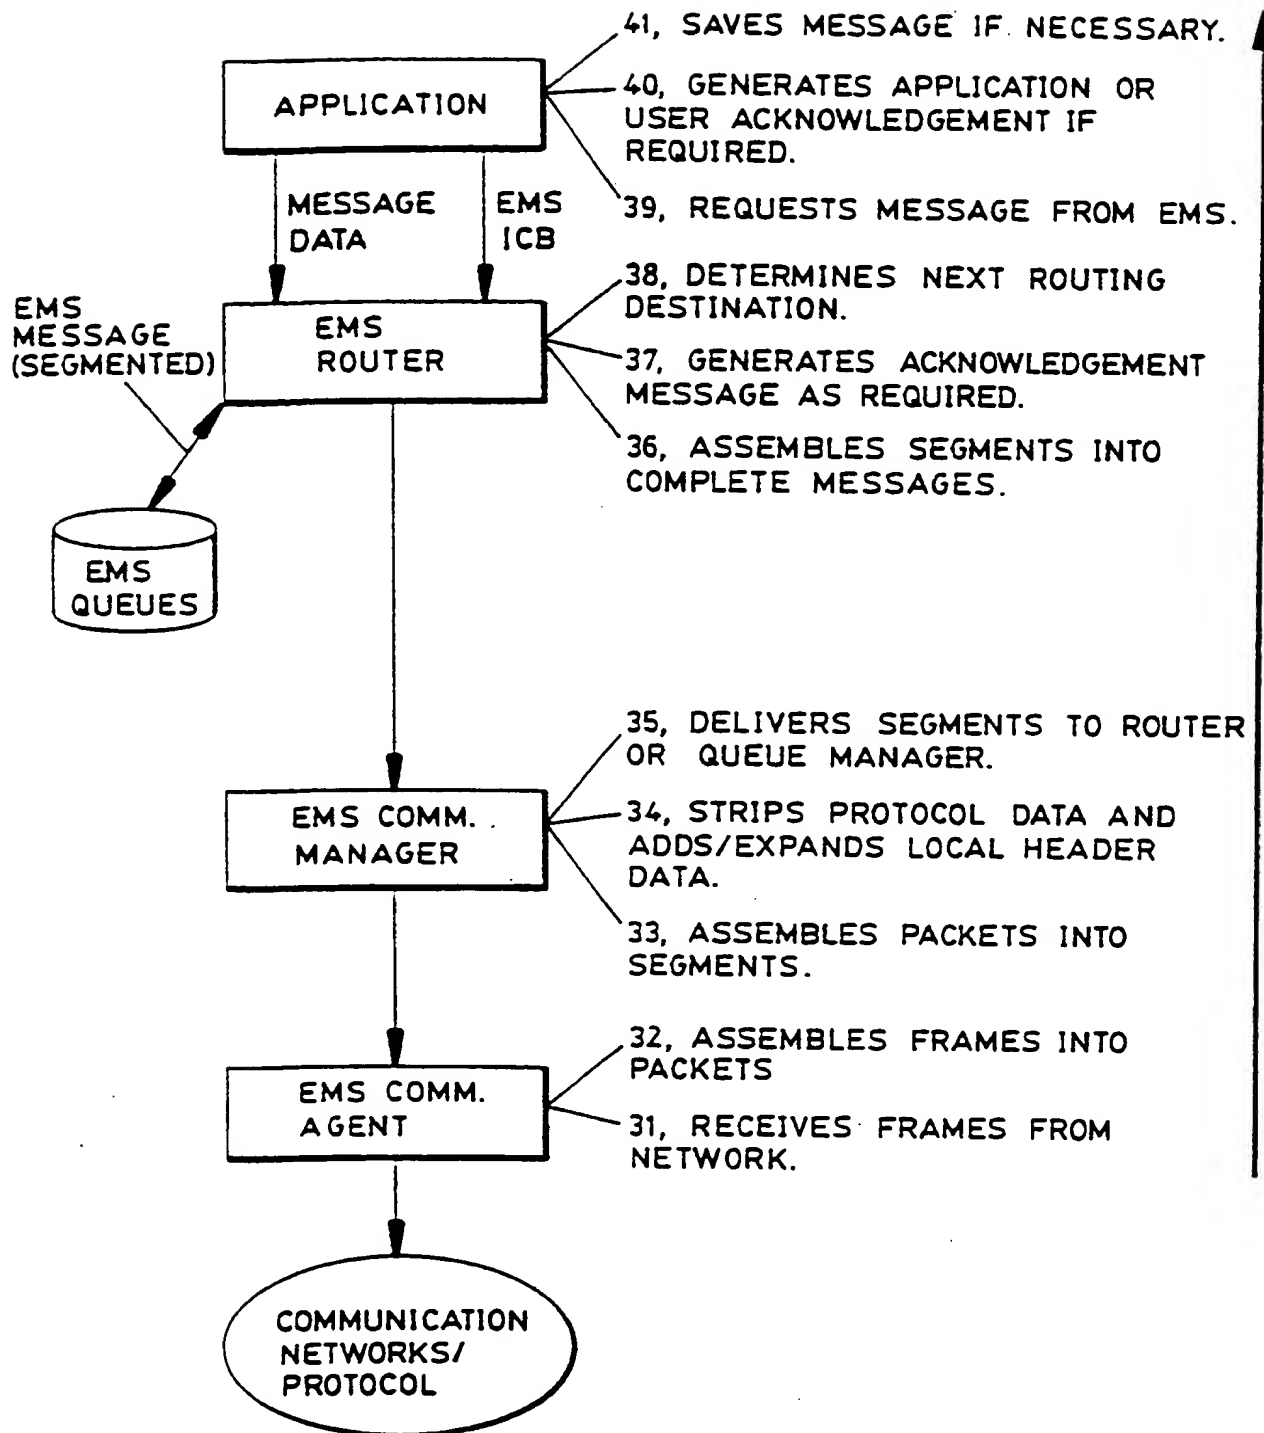 41, SAVES MESSAGE IF NECESSARY.
APPLICATION
40, GENERATES APPLICATION OR
USER ACKNOWLEDGEMENT IF
REQUIRED.
MESSAGE
DATA
EMS
ICB
39, REQUESTS MESSAGE FROM EMS.
38, DETERMINES NEXT ROUTING
DESTINATION.
EMS
MESSAGE
(SEGMENTED)
EMS
ROUTER
37, GENERATES ACKNOWLEDGEMENT
MESSAGE AS REQUIRED.
36, ASSEMBLES SEGMENTS INTO
COMPLETE MESSAGES.
EMS
QUEUES
35, DELIVERS SEGMENTS TO ROUTER
OR QUEUE MANAGER.
EMS COMM.
MANAGER
34, STRIPS PROTOCOL DATA AND
ADDS/EXPANDS LOCAL HEADER
DATA.
33, ASSEMBLES PACKETS INTO
SEGMENTS.
32, ASSEMBLES FRAMES INTO
PACKETS
EMS COMM.
AGENT
31, RECEIVES FRAMES FROM
NETWORK.
COMMUNICATION
NETWORKS/
PROTOCOL